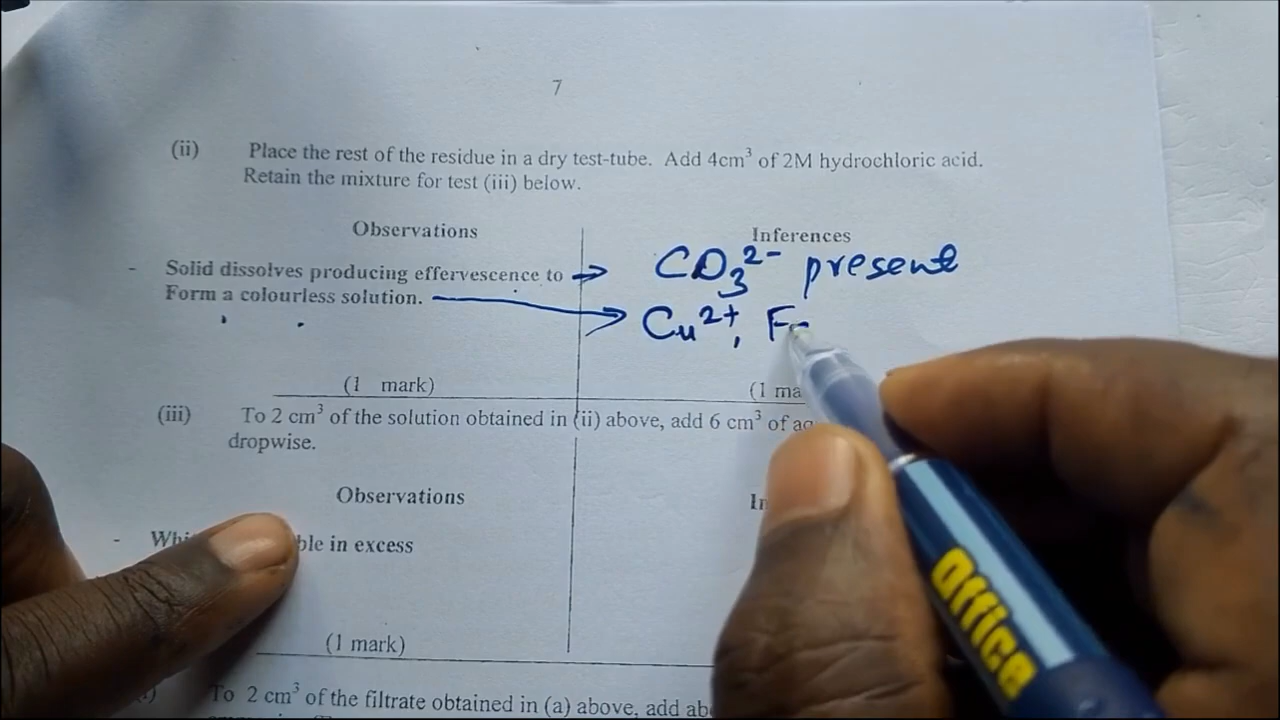 7
(ii) Place the rest of the residue in a dry test-tube. Add 4cm³ of 2M hydrochloric acid.
Retain the mixture for test (iii) below.
Observations Inferences
- Solid dissolves producing effervescence to → CO₃²⁻ present
Form a colourless solution. → Cu²⁺, F
(1 mark) (1
(iii) To 2 cm³ of the solution obtained in (ii) above, add 6 cm³ of
dropwise.
Observations
- in excess
(1 mark)
To 2 cm³ of the filtrate obtained in (a) above, add
Office